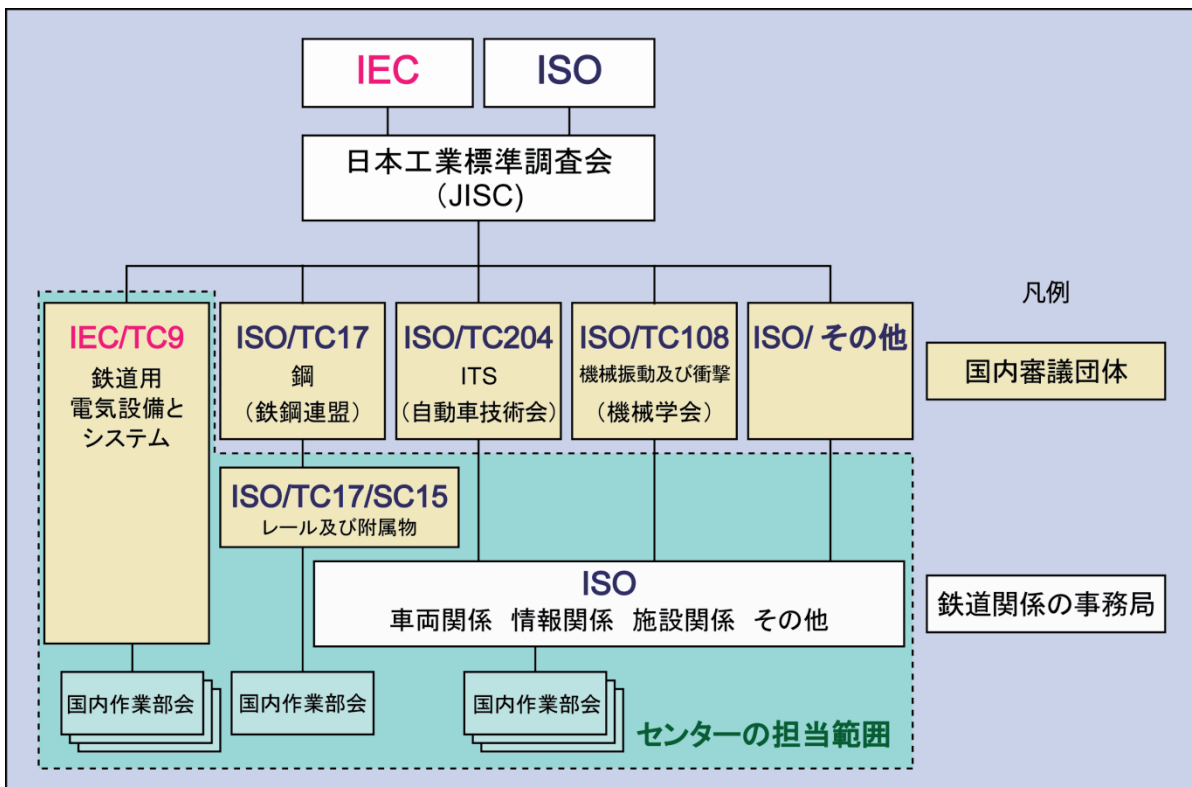 IEC
ISO
日本工業標準調査会
（JISC)
IEC/TC9
鉄道用
電気設備と
システム
ISO/TC17
鋼
（鉄鋼連盟）
ISO/TC204
ITS
（自動車技術会）
ISO/TC108
機械振動及び衝撃
（機械学会）
ISO/ その他
凡例
国内審議団体
ISO/TC17/SC15
レール及び附属物
ISO
車両関係 情報関係 施設関係 その他
鉄道関係の事務局
国内作業部会
国内作業部会
国内作業部会
センターの担当範囲